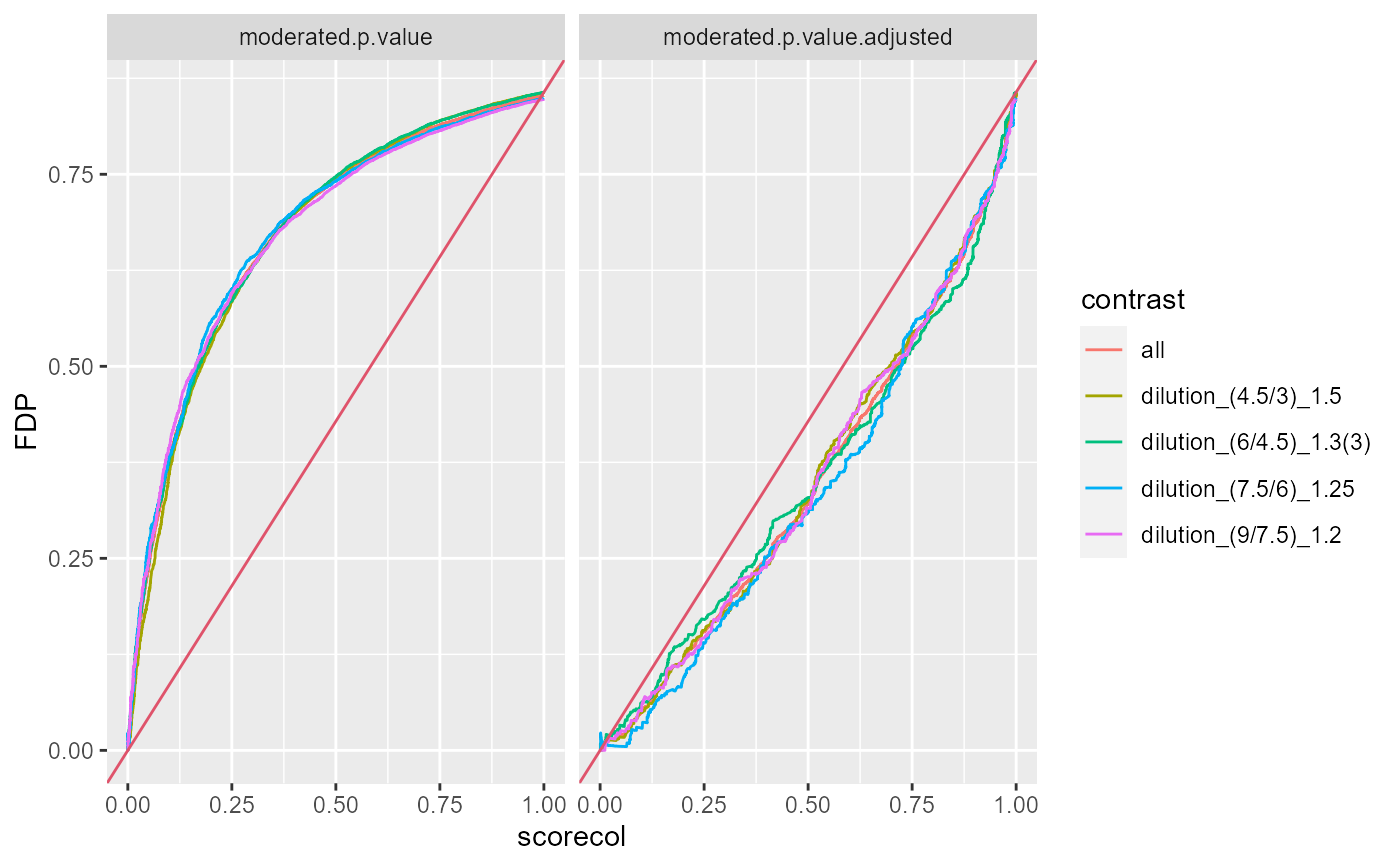 moderated.p.value
moderated.p.value.adjusted
FDP
0.75
0.50
0.25
0.00
0.00 0.25 0.50 0.75 1.00
0.00 0.25 0.50 0.75 1.00
scorecol
contrast
all
dilution_(4.5/3)_1.5
dilution_(6/4.5)_1.3(3)
dilution_(7.5/6)_1.25
dilution_(9/7.5)_1.2